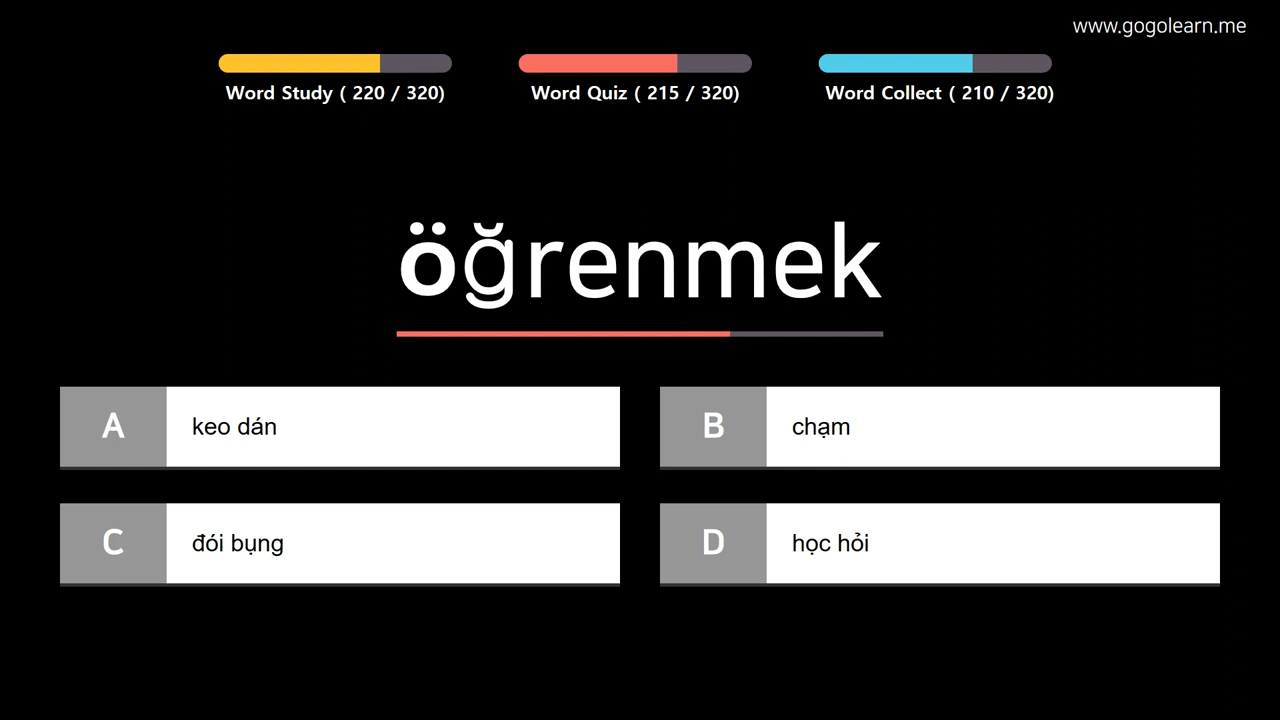 www.gogolearn.me
Word Study ( 220 / 320)
Word Quiz ( 215 / 320)
Word Collect ( 210 / 320)
öğrenmek
A keo dán
B chạm
C đói bụng
D học hỏi